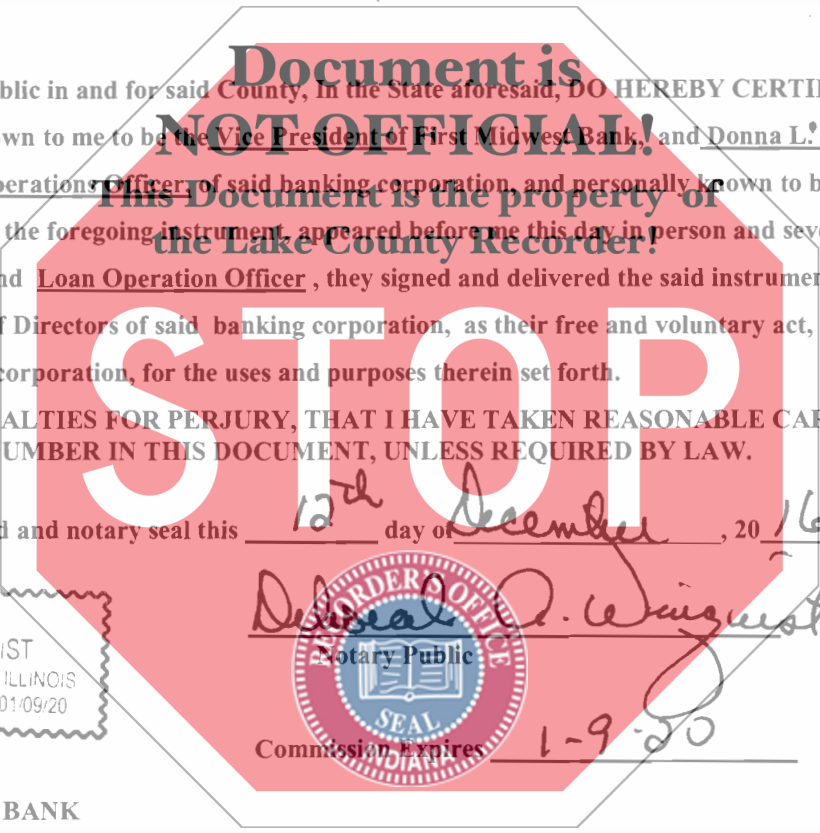 Document is
blic in and for said County, in the State aforesaid, DO HEREBY CERTI
NOT OFFICIAL!
wn to me to be the Vice President of First Midwest Bank, and Donna L.
This Document is the property of
perations Officer, of said banking corporation, and personally known to b
the Lake County Recorder!
the foregoing instrument, appeared before me this day in person and sev
nd Loan Operation Officer , they signed and delivered the said instrumen
f Directors of said banking corporation, as their free and voluntary act,
corporation, for the uses and purposes therein set forth.
STOP
ALTIES FOR PERJURY, THAT I HAVE TAKEN REASONABLE CAR
UMBER IN THIS DOCUMENT, UNLESS REQUIRED BY LAW.
d and notary seal this 12th day of December , 20 16
Deborah A. Winquist
Notary Public
RECORDER'S OFFICE
SEAL
INDIANA
IST
ILLINOIS
01/09/20
Commission Expires 1-9-20
BANK